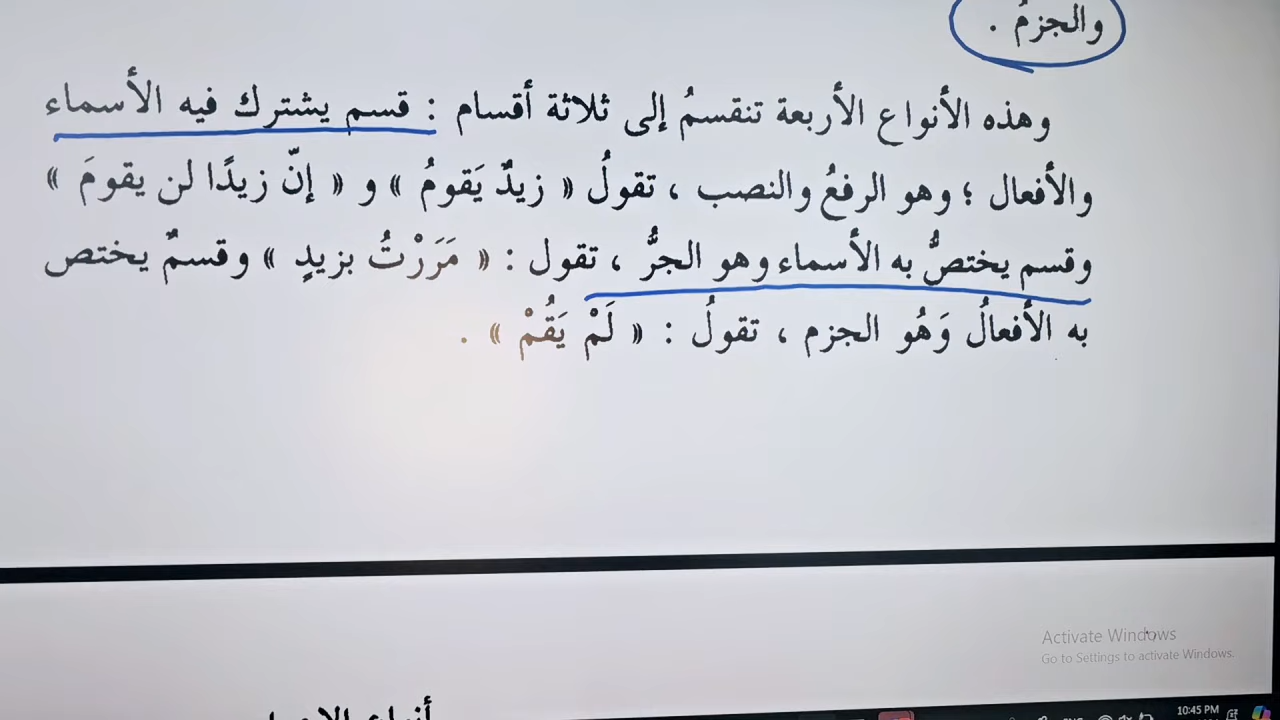 والجزمُ .
وهذه الأنواع الأربعة تنقسمُ إلى ثلاثة أقسام : قسم يشترك فيه الأسماء
والأفعال ؛ وهو الرفعُ والنصب ، تقولُ « زيدٌ يَقومُ » و « إنّ زيدًا لن يقومَ »
وقسم يختصُّ به الأسماء وهو الجرُّ ، تقول : « مَرَرْتُ بزيدٍ » وقسمٌ يختص
به الأفعالُ وَهُو الجزم ، تقولُ : « لَمْ يَقُمْ » .
Activate Windows
Go to Settings to activate Windows.
10:45 PM